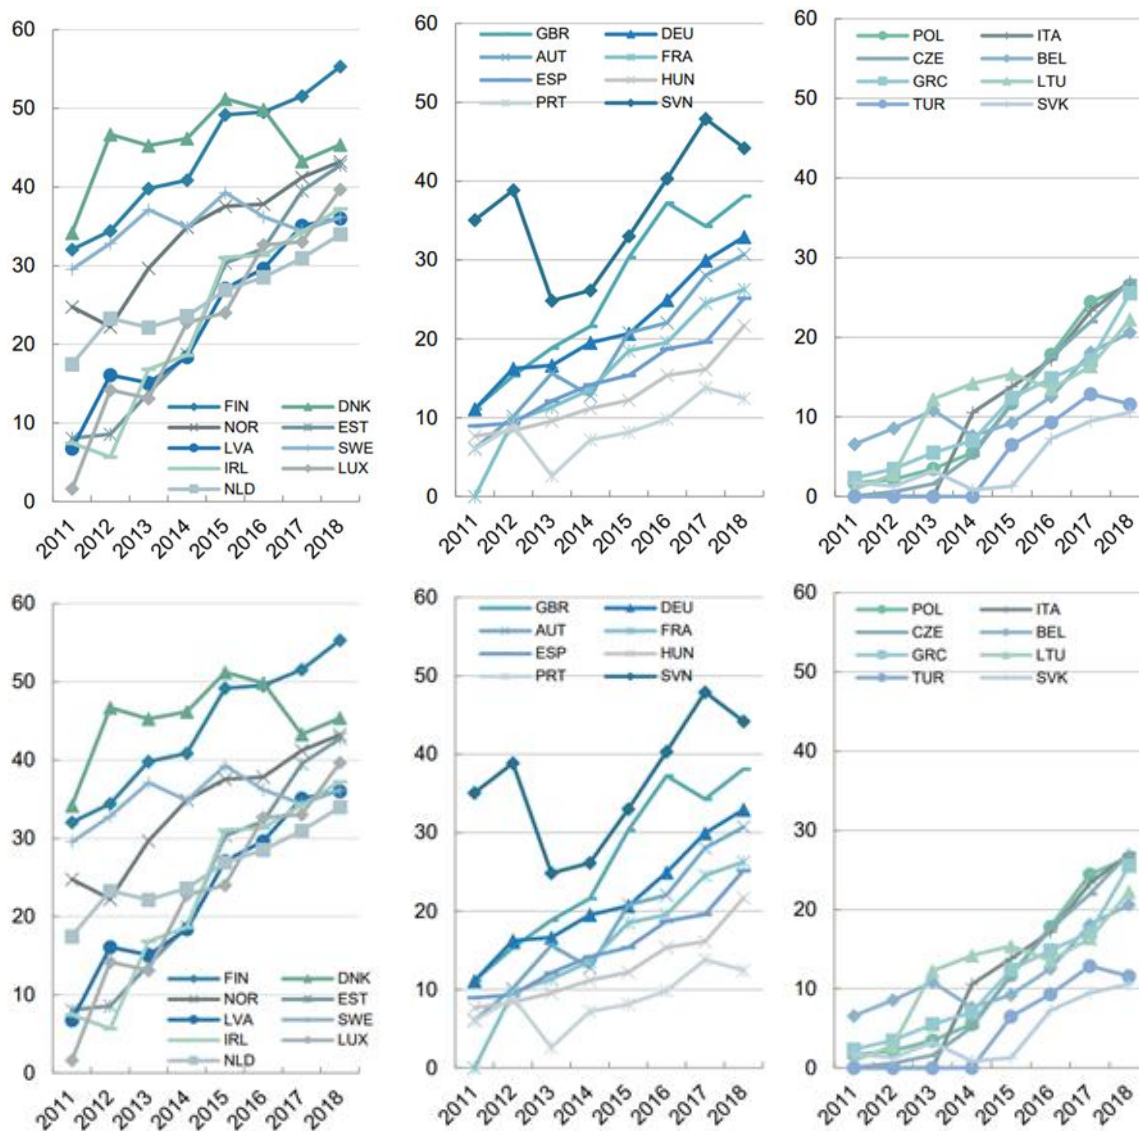 60
50
40
30
20
10
0
FIN DNK
NOR EST
LVA SWE
IRL LUX
NLD
2011 2012 2013 2014 2015 2016 2017 2018
60
50
40
30
20
10
0
GBR DEU
AUT FRA
ESP HUN
PRT SVN
2011 2012 2013 2014 2015 2016 2017 2018
60
50
40
30
20
10
0
POL ITA
CZE BEL
GRC LTU
TUR SVK
2011 2012 2013 2014 2015 2016 2017 2018
60
50
40
30
20
10
0
FIN DNK
NOR EST
LVA SWE
IRL LUX
NLD
2011 2012 2013 2014 2015 2016 2017 2018
60
50
40
30
20
10
0
GBR DEU
AUT FRA
ESP HUN
PRT SVN
2011 2012 2013 2014 2015 2016 2017 2018
60
50
40
30
20
10
0
POL ITA
CZE BEL
GRC LTU
TUR SVK
2011 2012 2013 2014 2015 2016 2017 2018